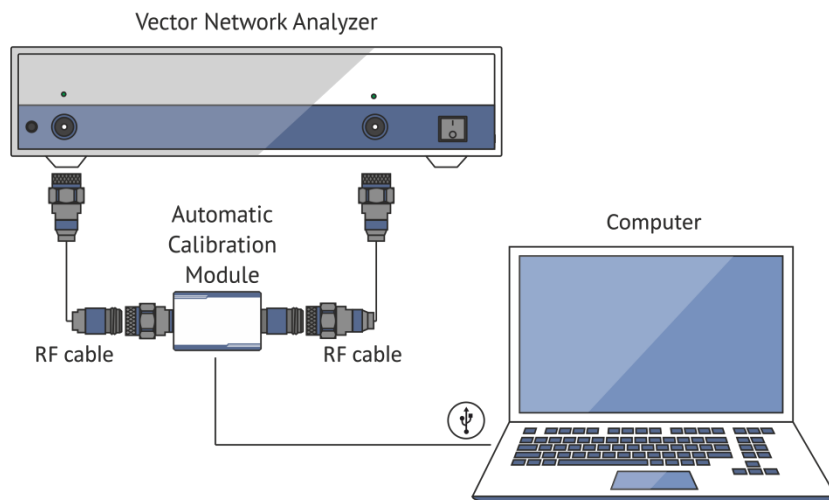 Vector Network Analyzer
Automatic
Calibration
Module
Computer
RF cable
RF cable